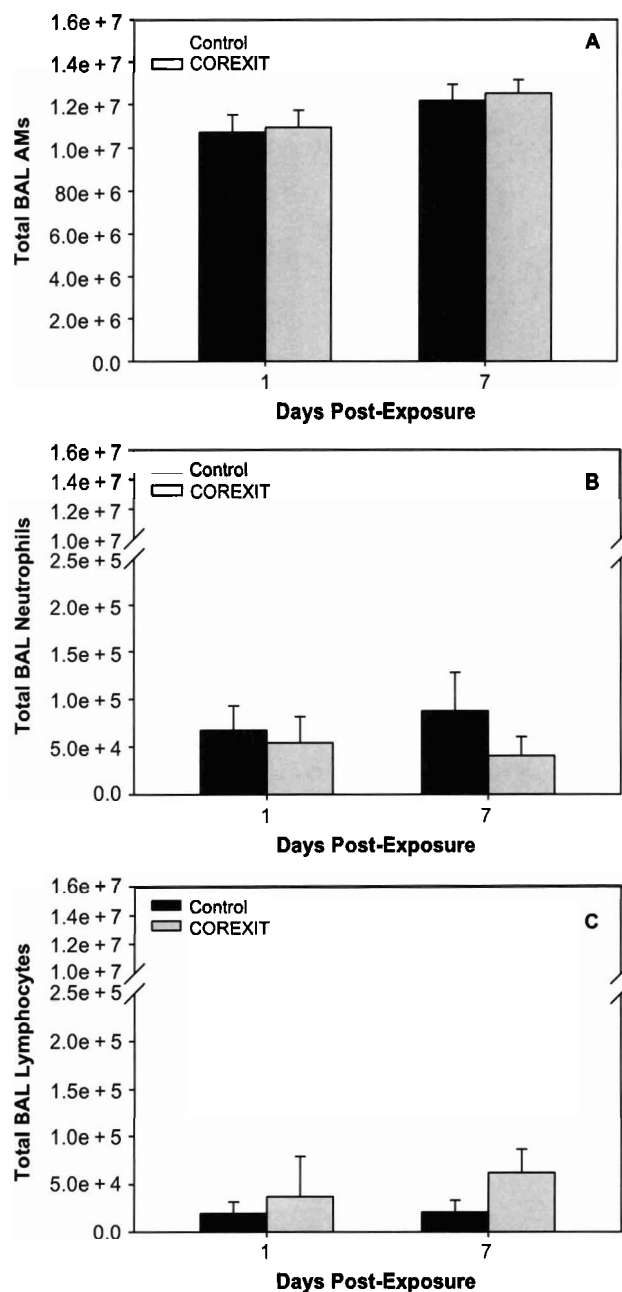 1.6e + 7
A
Control
1.4e + 7
COREXIT
1.2e + 7
1.0e + 7
80e + 6
6.0e + 6
4.0e + 6
2.0e + 6
0.0
Total BAL AMs
1 7
Days Post-Exposure
1.6e + 7
Control
B
1.4e + 7
COREXIT
1.2e + 7
1.0e + 7
2.5e + 5
2.0e + 5
1.5e + 5
1.0e + 5
5.0e + 4
0.0
Total BAL Neutrophils
1 7
Days Post-Exposure
1.6e + 7
Control
C
1.4e + 7
COREXIT
1.2e + 7
1.0e + 7
2.5e + 5
2.0e + 5
1.5e + 5
1.0e + 5
5.0e + 4
0.0
Total BAL Lymphocytes
1 7
Days Post-Exposure